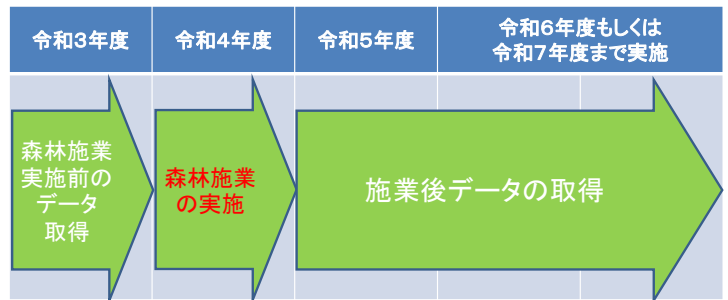 令和3年度
令和4年度
令和5年度
令和6年度もしくは
令和7年度まで実施
森林施業
実施前の
データ
取得
森林施業
の実施
施業後データの取得